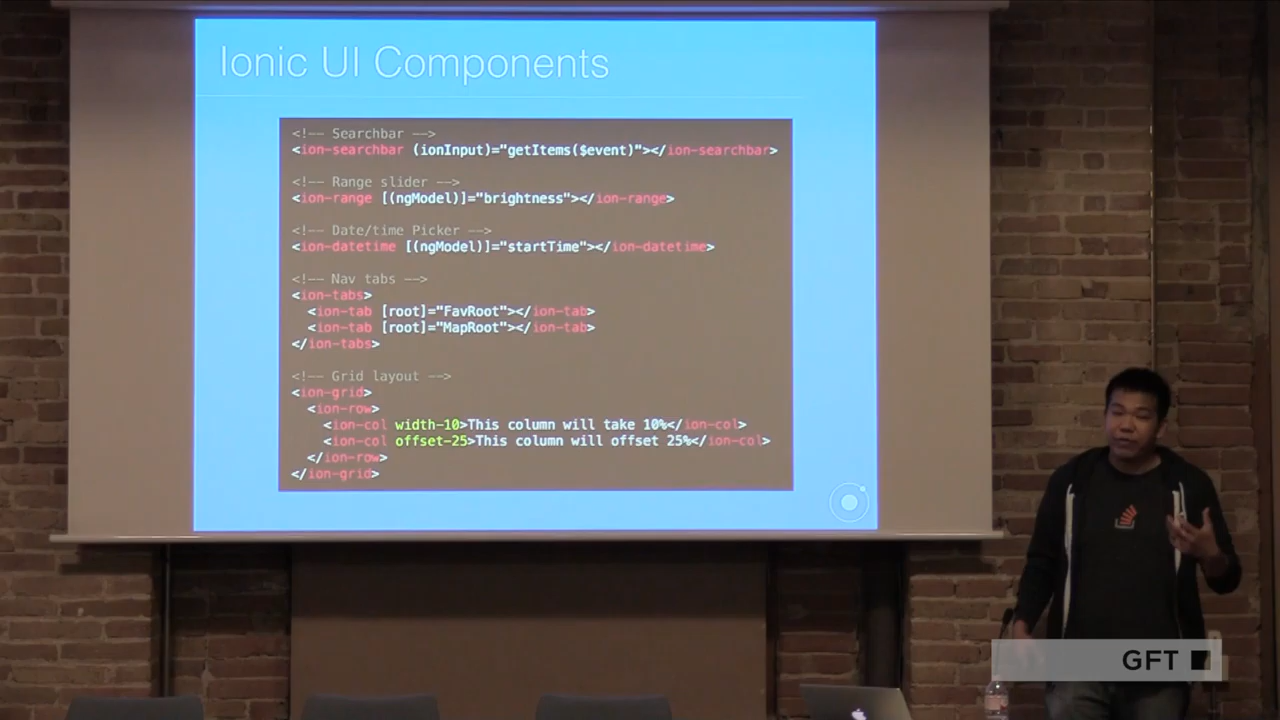 Ionic UI Components
<!-- Searchbar -->
<ion-searchbar (ionInput)="getItems($event)"></ion-searchbar>
<!-- Range slider -->
<ion-range [(ngModel)]="brightness"></ion-range>
<!-- Date/time Picker -->
<ion-datetime [(ngModel)]="startTime"></ion-datetime>
<!-- Nav tabs -->
<ion-tabs>
<ion-tab [root]="FavRoot"></ion-tab>
<ion-tab [root]="MapRoot"></ion-tab>
</ion-tabs>
<!-- Grid layout -->
<ion-grid>
<ion-row>
<ion-col width-10>This column will take 10%</ion-col>
<ion-col offset-25>This column will offset 25%</ion-col>
</ion-row>
</ion-grid>
GFT